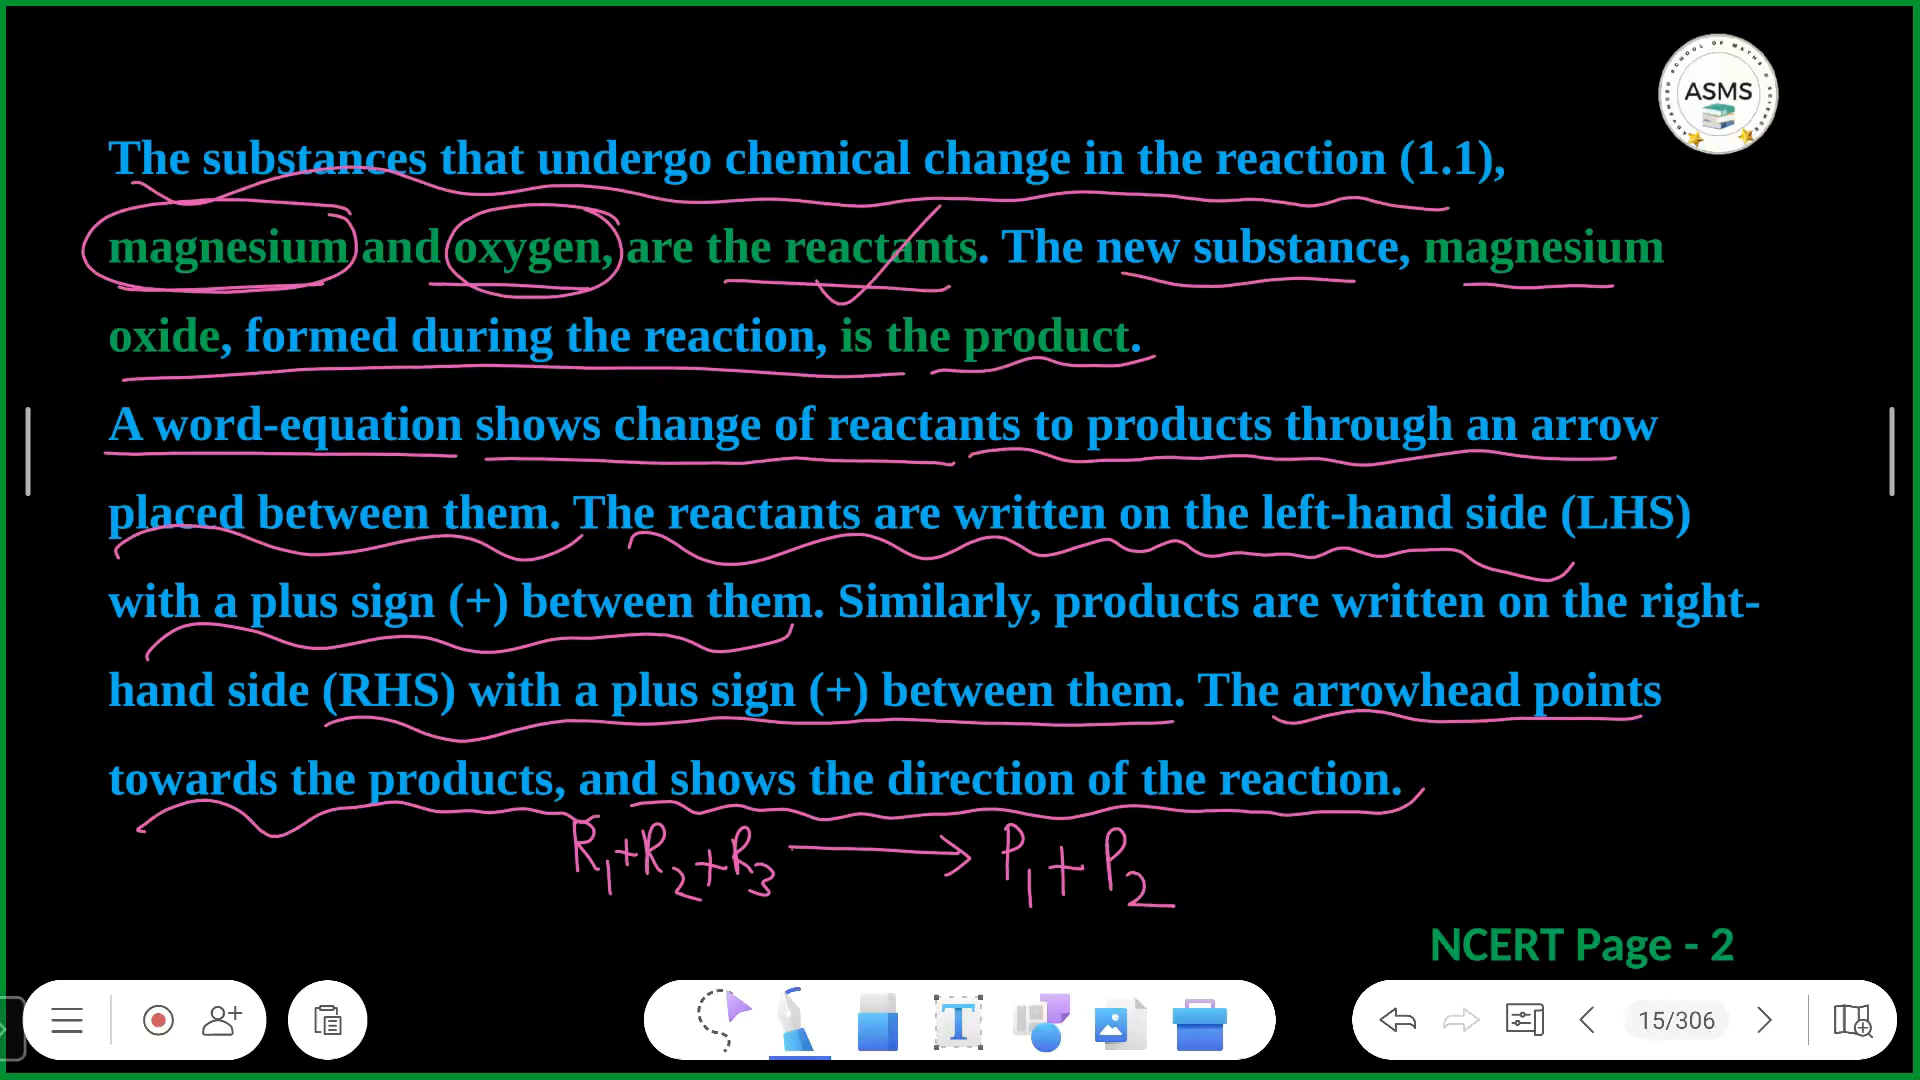 ADVANCED SCHOOL OF MATHS & SCIENCE
ASMS
The substances that undergo chemical change in the reaction (1.1),
magnesium and oxygen, are the reactants. The new substance, magnesium
oxide, formed during the reaction, is the product.
A word-equation shows change of reactants to products through an arrow
placed between them. The reactants are written on the left-hand side (LHS)
with a plus sign (+) between them. Similarly, products are written on the right-
hand side (RHS) with a plus sign (+) between them. The arrowhead points
towards the products, and shows the direction of the reaction.
R₁+R₂+R₃ → P₁+P₂
NCERT Page - 2
T
15/306